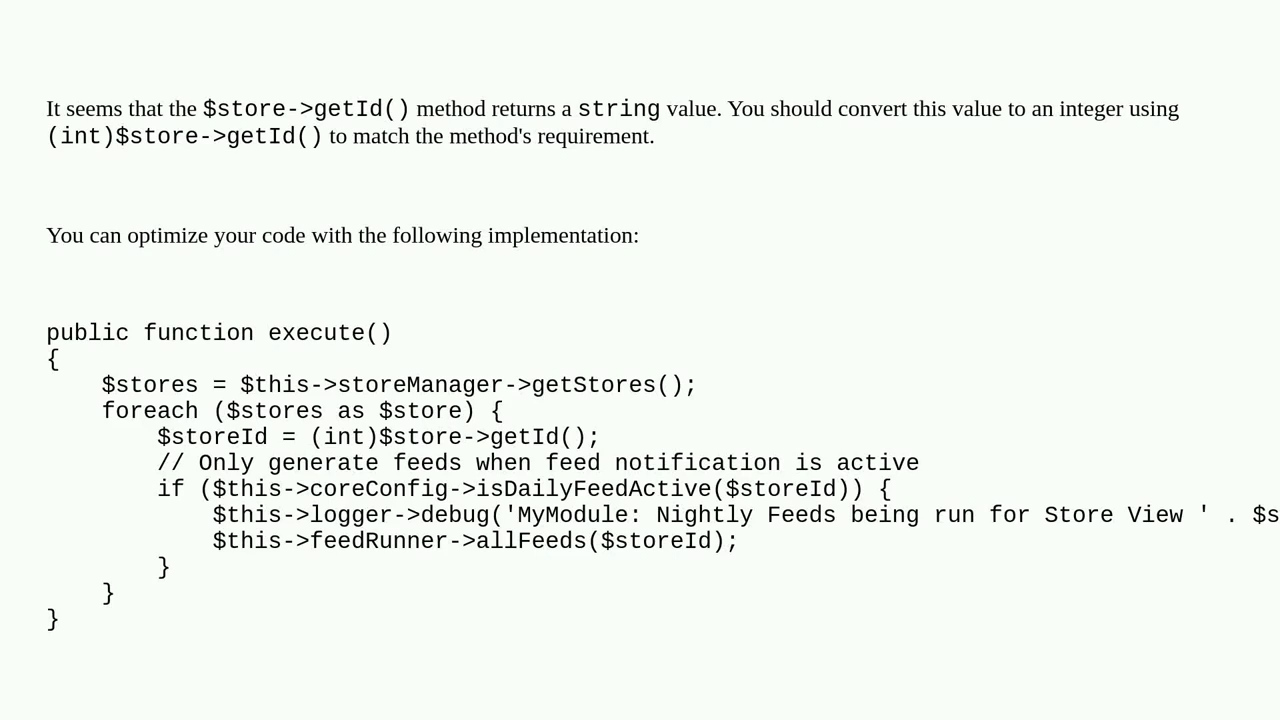 It seems that the $store->getId() method returns a string value. You should convert this value to an integer using
(int)$store->getId() to match the method's requirement.
You can optimize your code with the following implementation:
public function execute()
{
    $stores = $this->storeManager->getStores();
    foreach ($stores as $store) {
        $storeId = (int)$store->getId();
        // Only generate feeds when feed notification is active
        if ($this->coreConfig->isDailyFeedActive($storeId)) {
            $this->logger->debug('MyModule: Nightly Feeds being run for Store View ' . $s
            $this->feedRunner->allFeeds($storeId);
        }
    }
}